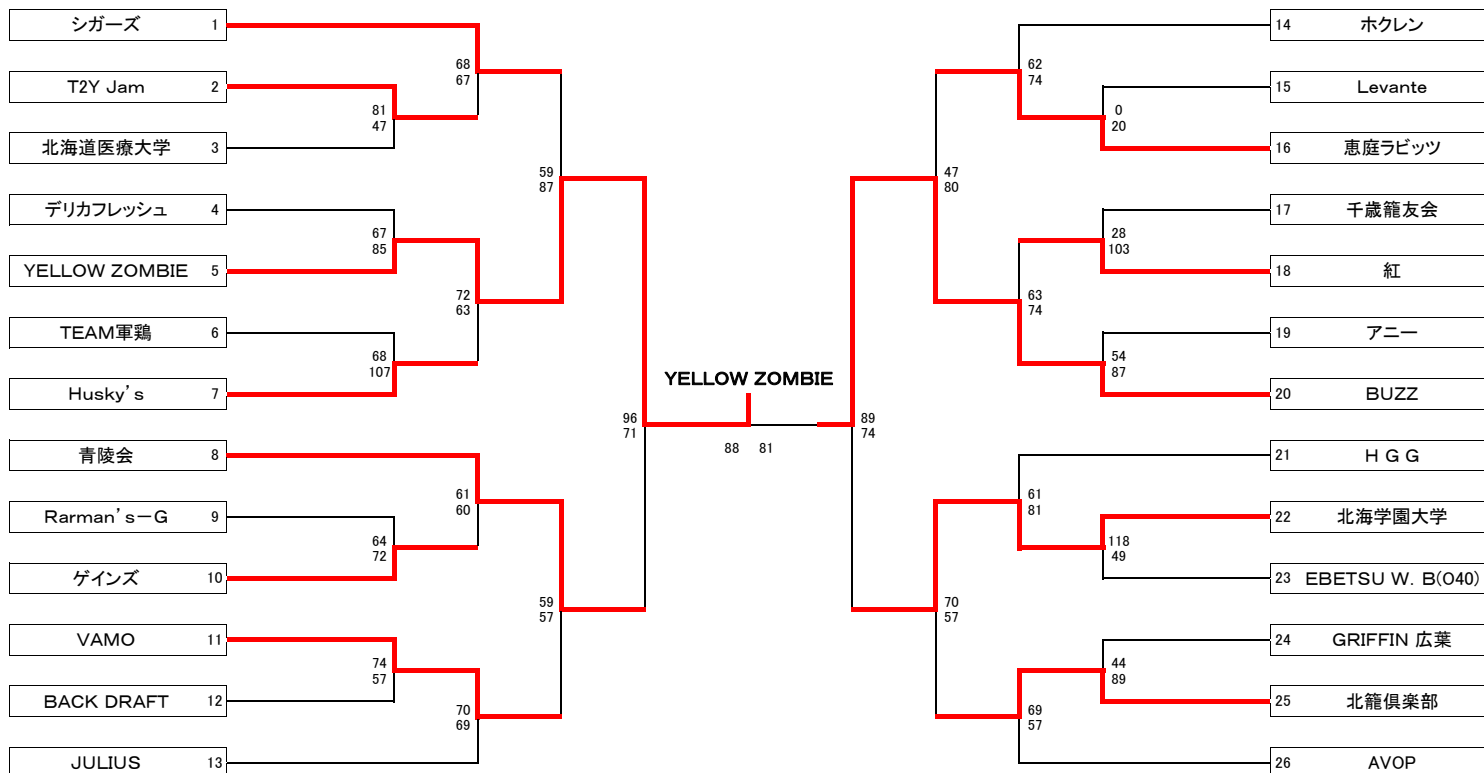 シガーズ 1
T2Y Jam 2
北海道医療大学 3
デリカフレッシュ 4
YELLOW ZOMBIE 5
TEAM軍鶏 6
Husky's 7
青陵会 8
Rarman's-G 9
ゲインズ 10
VAMO 11
BACK DRAFT 12
JULIUS 13
81
47
67
85
68
107
64
72
74
57
68
67
72
63
61
60
70
69
59
87
59
57
96
71
YELLOW ZOMBIE
88 81
89
74
47
80
70
57
62
74
63
74
61
81
69
57
0
20
28
103
54
87
118
49
44
89
14 ホクレン
15 Levante
16 恵庭ラビッツ
17 千歳籠友会
18 紅
19 アニー
20 BUZZ
21 H G G
22 北海学園大学
23 EBETSU W. B(O40)
24 GRIFFIN 広葉
25 北籠倶楽部
26 AVOP